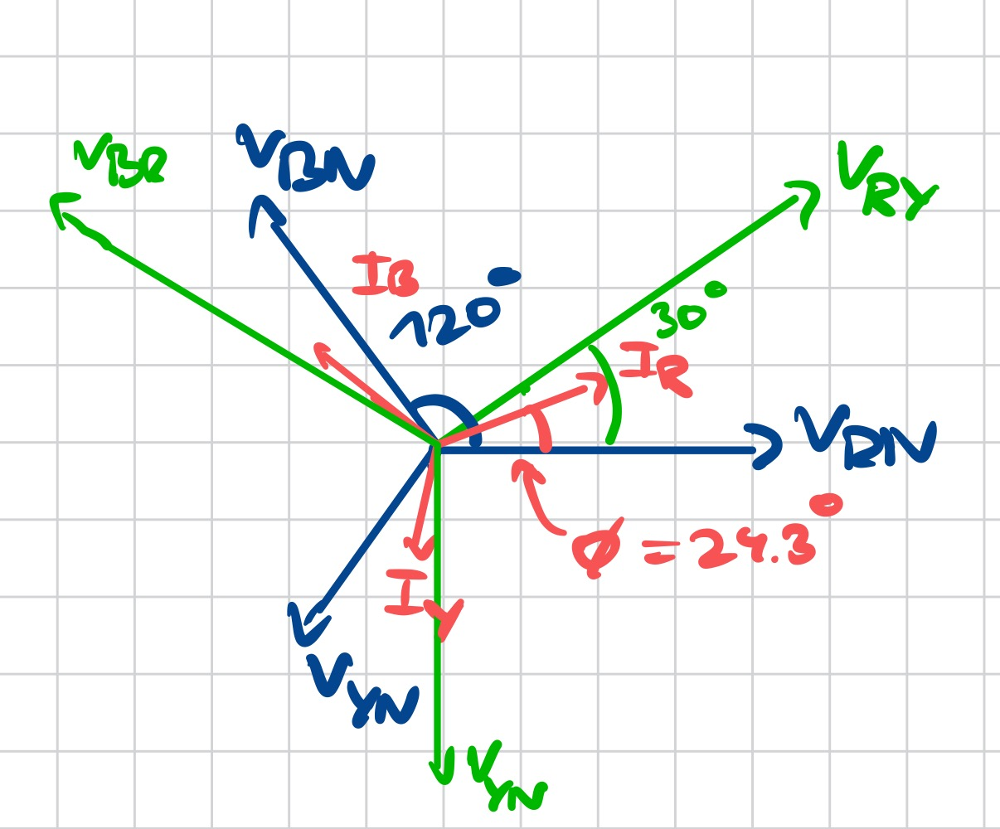 VBR
VBN
VRY
IB
120°
30°
IR
VRN
ø = 24.3°
IY
VYN
VYN